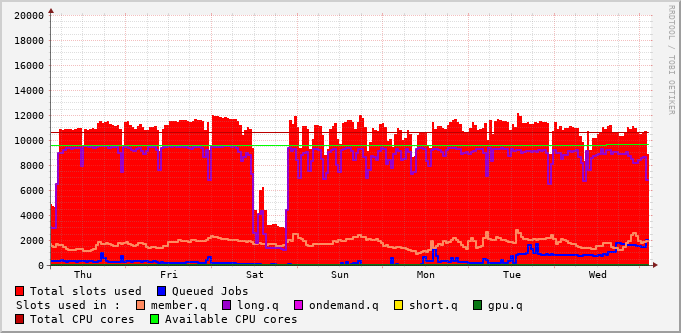 RRDTOOL / TOBI OETIKER
20000
18000
16000
14000
12000
10000
8000
6000
4000
2000
0
Thu Fri Sat Sun Mon Tue Wed
Total slots used Queued Jobs
Slots used in : member.q long.q ondemand.q short.q gpu.q
Total CPU cores Available CPU cores